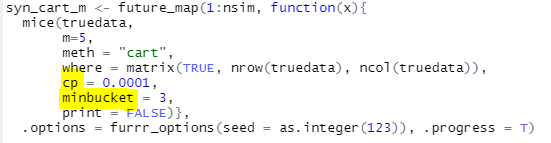 syn_cart_m <- future_map(1:nsim, function(x){
mice(truedata,
m=5,
meth = "cart",
where = matrix(TRUE, nrow(truedata), ncol(truedata)),
cp = 0.0001,
minbucket = 3,
print = FALSE)},
.options = furrr_options(seed = as.integer(123)), .progress = T)